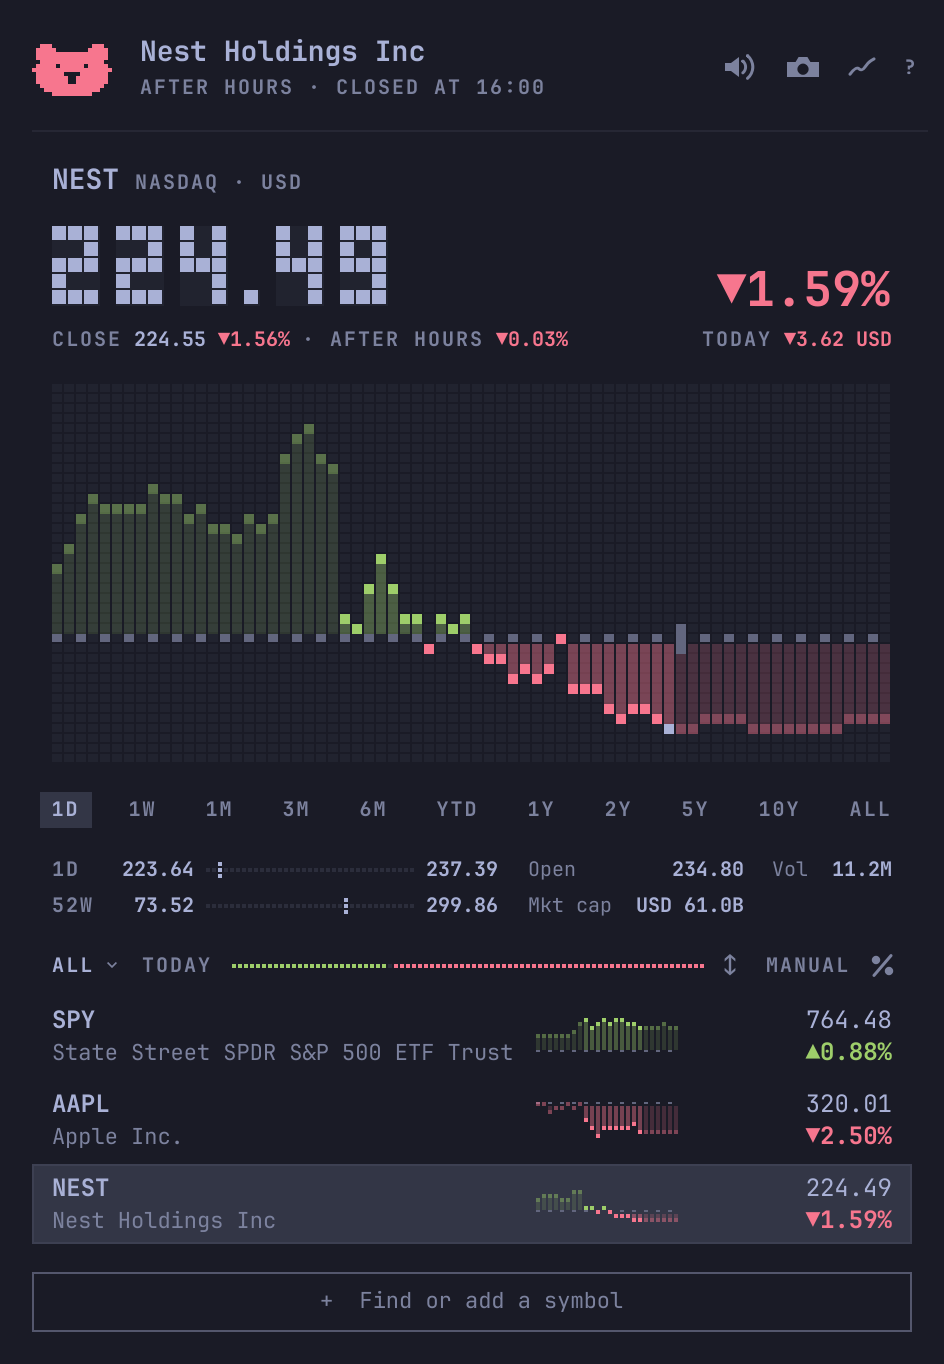 Nest Holdings Inc
AFTER HOURS · CLOSED AT 16:00
?
NEST NASDAQ · USD
224.49
▼1.59%
CLOSE 224.55 ▼1.56% · AFTER HOURS ▼0.03%
TODAY ▼3.62 USD
1D 1W 1M 3M 6M YTD 1Y 2Y 5Y 10Y ALL
1D 223.64 237.39 Open 234.80 Vol 11.2M
52W 73.52 299.86 Mkt cap USD 61.0B
ALL TODAY MANUAL %
SPY 764.48
State Street SPDR S&P 500 ETF Trust ▲0.88%
AAPL 320.01
Apple Inc. ▼2.50%
NEST 224.49
Nest Holdings Inc ▼1.59%
+ Find or add a symbol